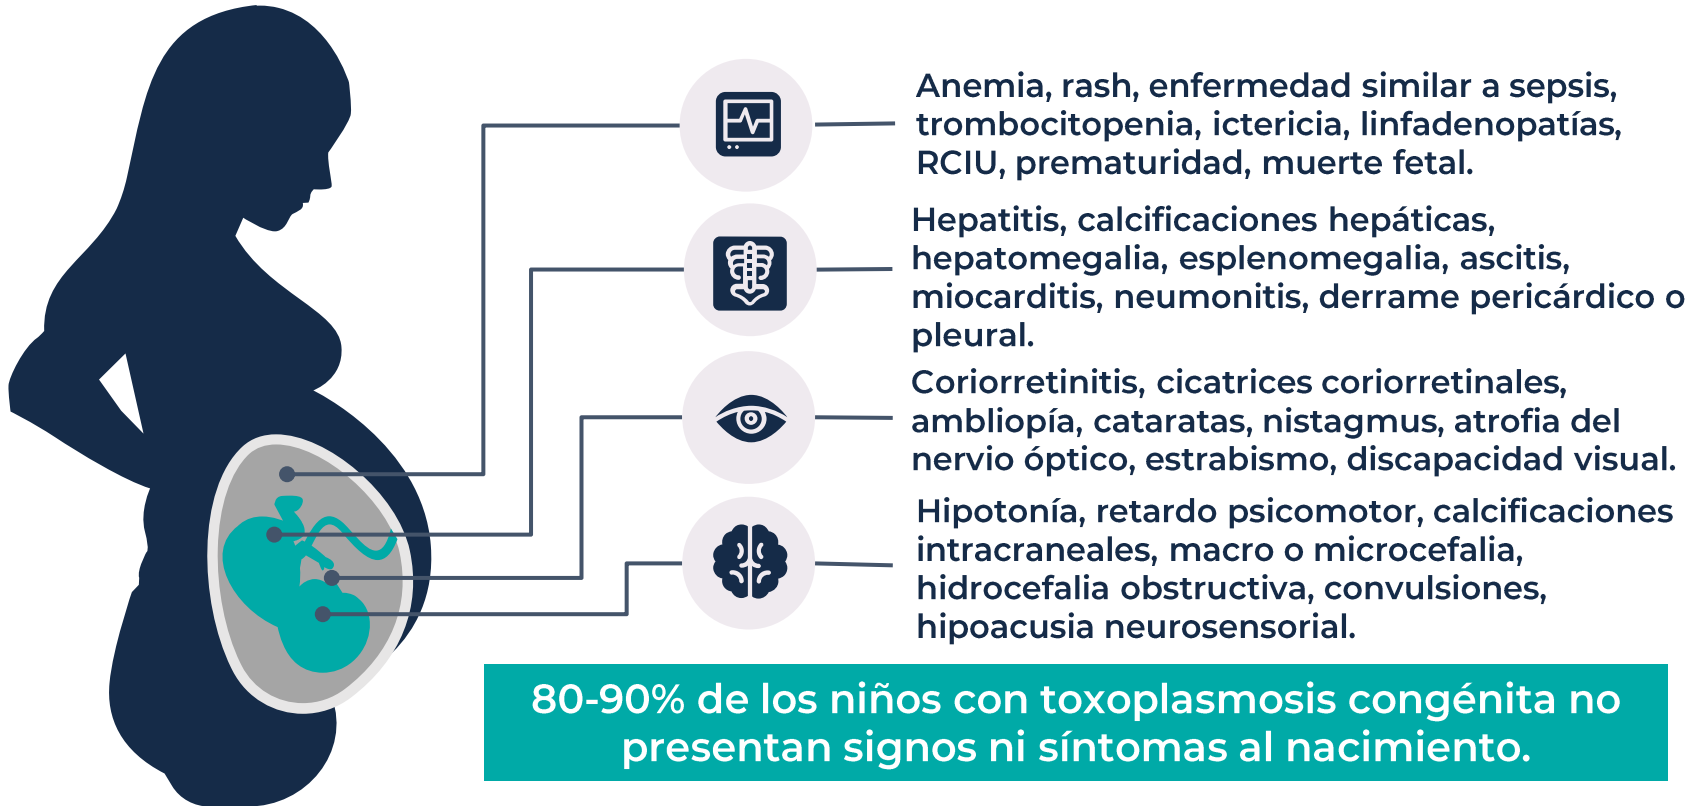 Anemia, rash, enfermedad similar a sepsis,
trombocitopenia, ictericia, linfadenopatías,
RCIU, prematuridad, muerte fetal.
Hepatitis, calcificaciones hepáticas,
hepatomegalia, esplenomegalia, ascitis,
miocarditis, neumonitis, derrame pericárdico o
pleural.
Coriorretinitis, cicatrices coriorretinales,
ambliopía, cataratas, nistagmus, atrofia del
nervio óptico, estrabismo, discapacidad visual.
Hipotonía, retardo psicomotor, calcificaciones
intracraneales, macro o microcefalia,
hidrocefalia obstructiva, convulsiones,
hipoacusia neurosensorial.
80-90% de los niños con toxoplasmosis congénita no
presentan signos ni síntomas al nacimiento.